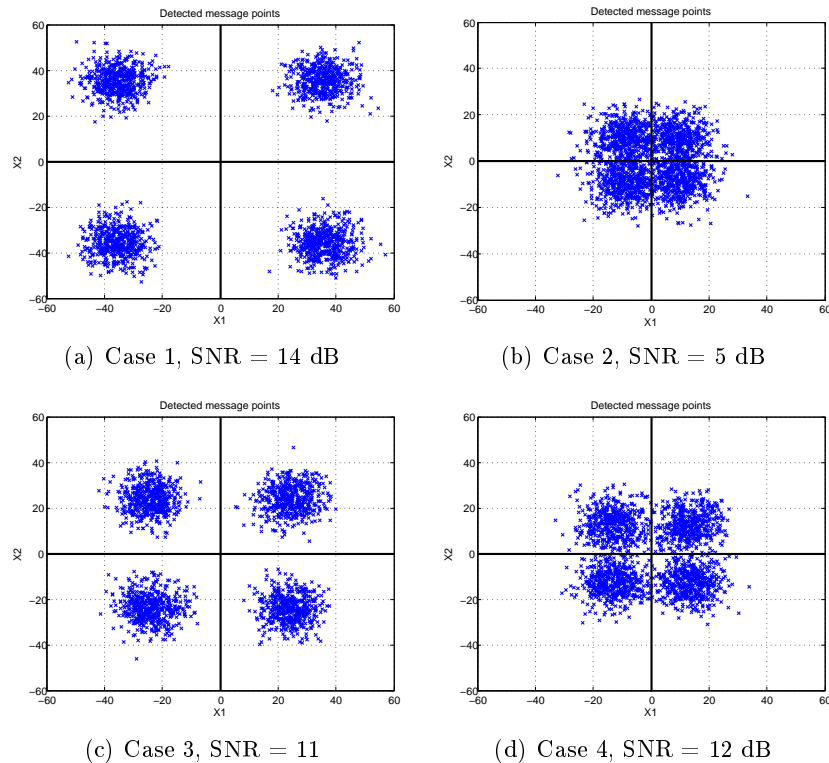 Detected message points
60
40
20
0
−20
−40
−60
X2
−60 −40 −20 0 20 40 60
X1
(a) Case 1, SNR = 14 dB
Detected message points
60
40
20
0
−20
−40
−60
X2
−60 −40 −20 0 20 40 60
X1
(b) Case 2, SNR = 5 dB
Detected message points
60
40
20
0
−20
−40
−60
X2
−60 −40 −20 0 20 40 60
X1
(c) Case 3, SNR = 11
Detected message points
60
40
20
0
−20
−40
−60
X2
−60 −40 −20 0 20 40 60
X1
(d) Case 4, SNR = 12 dB